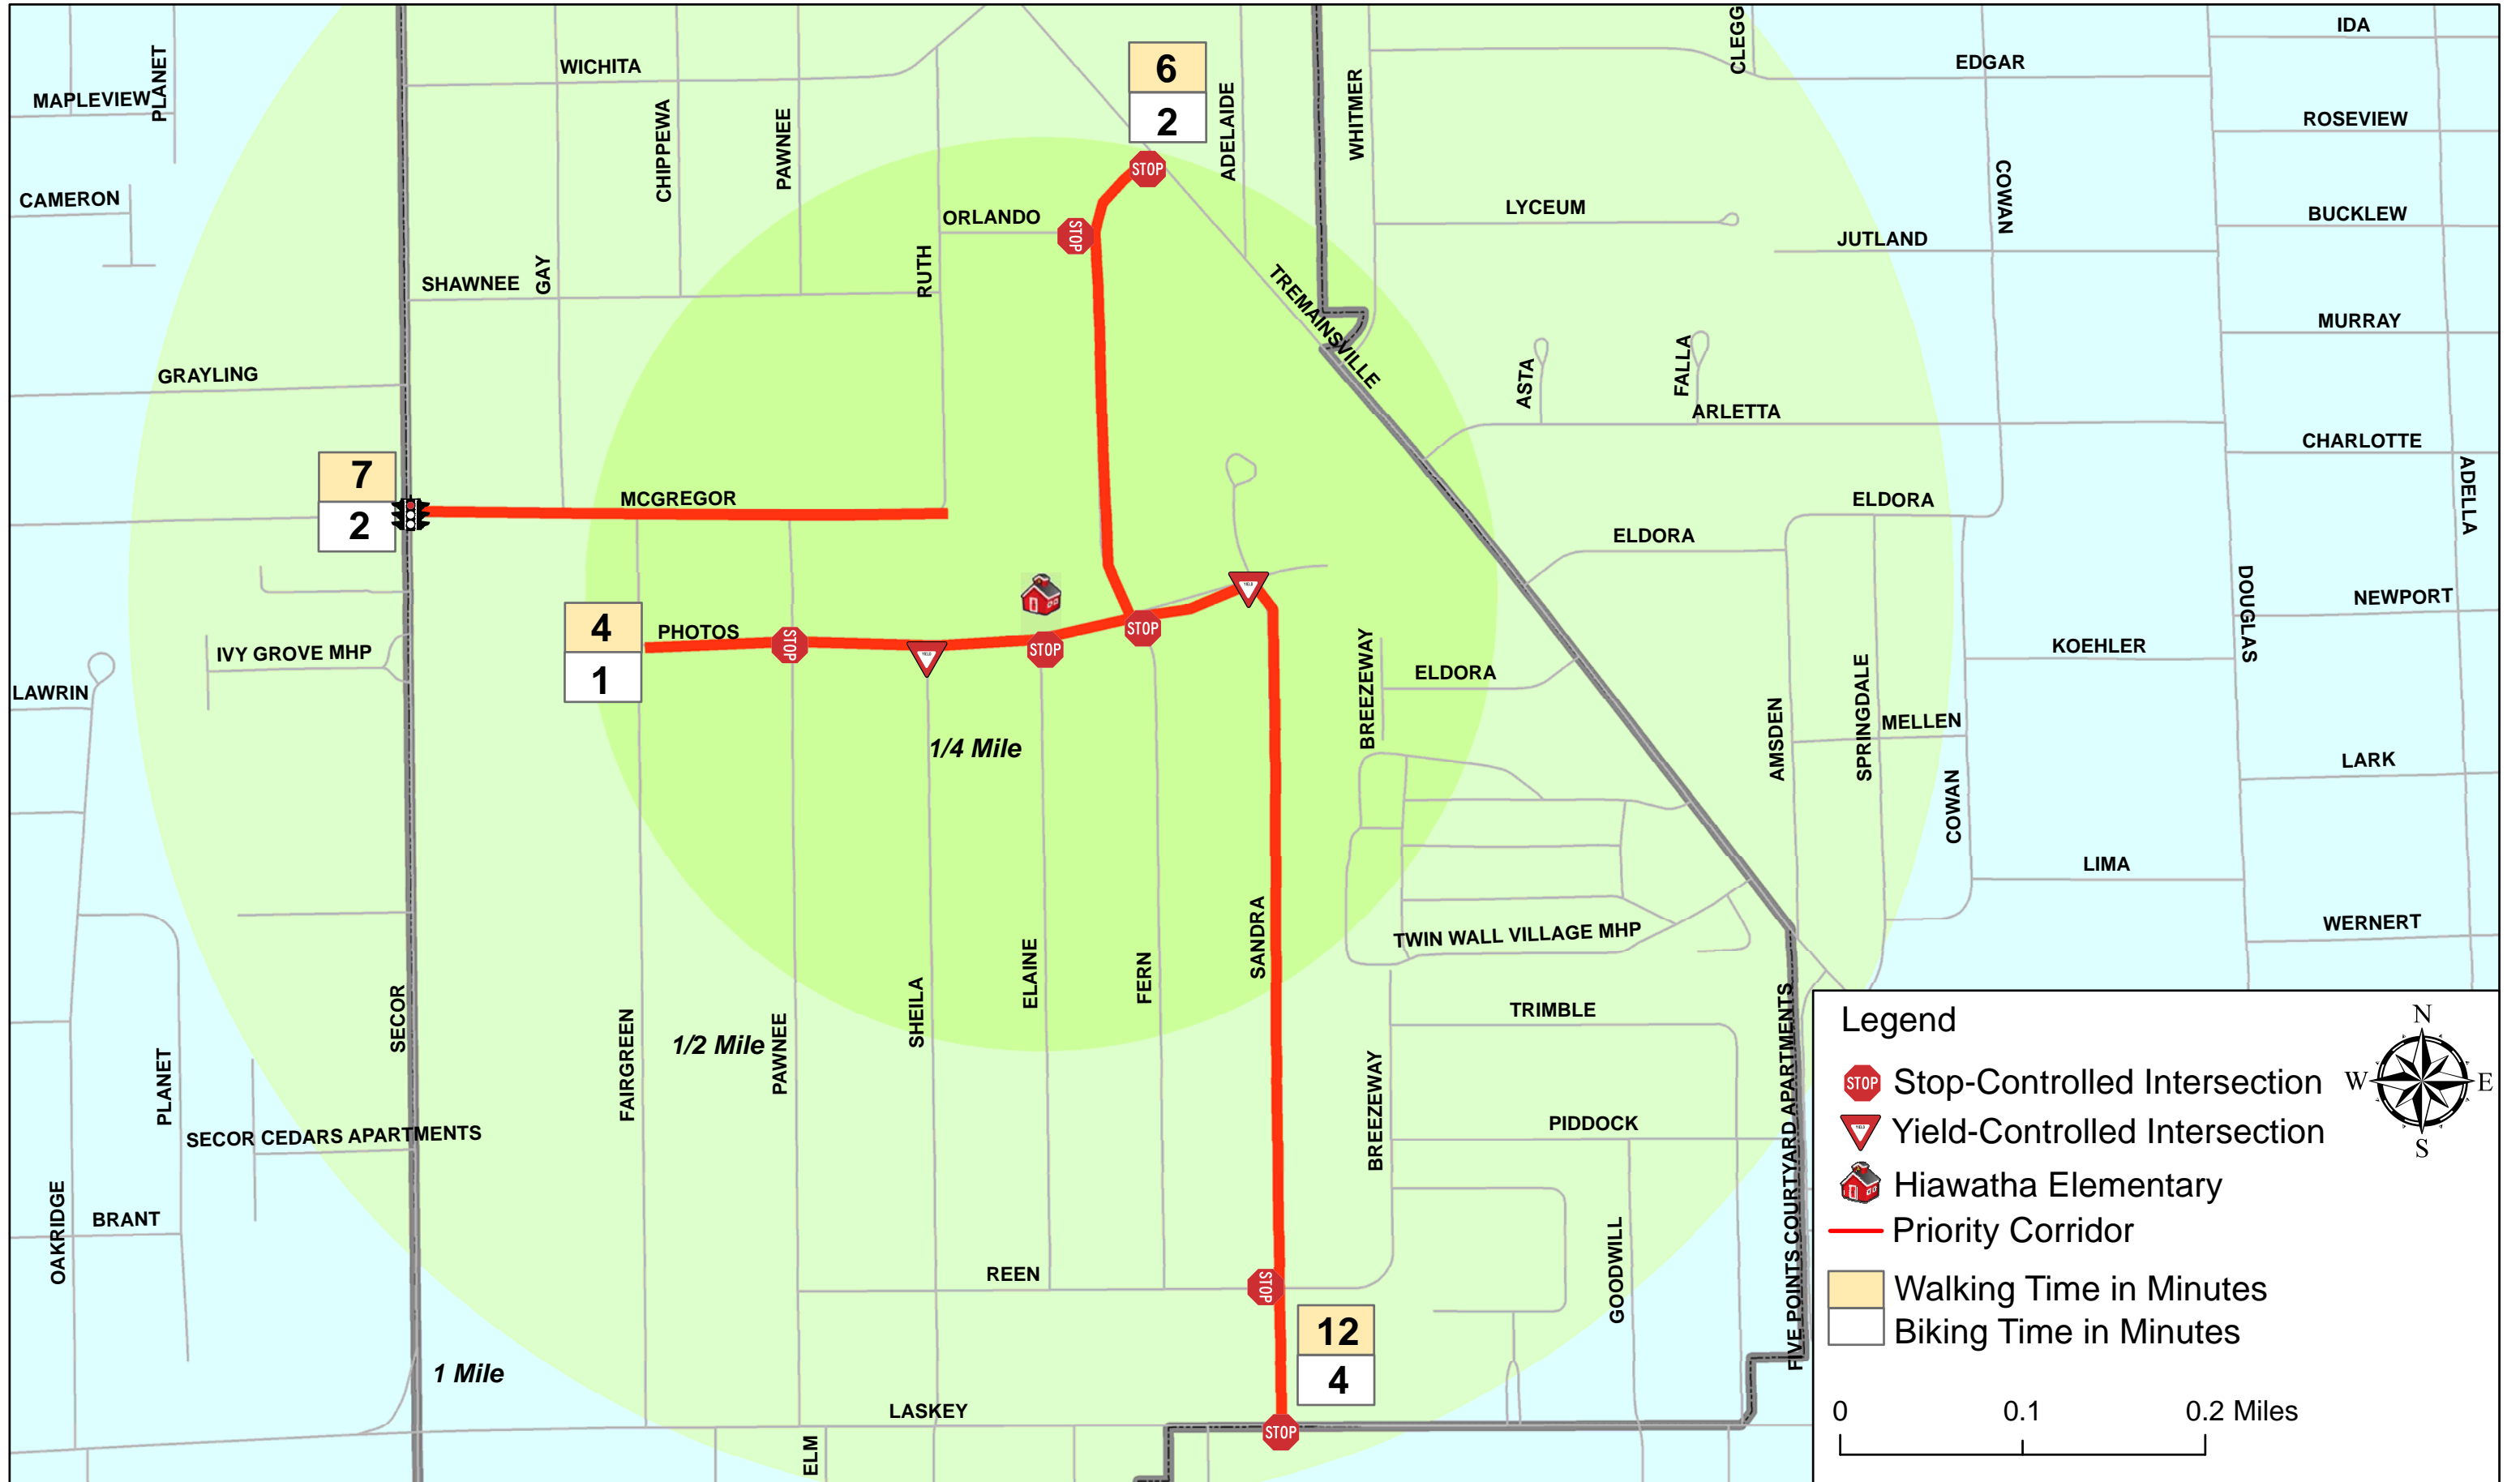 IDA
PLANET
CLEGG
WICHITA
EDGAR
6
2
MAPLEVIEW
CHIPPEWA
PAWNEE
ADELAIDE
WHITMER
ROSEVIEW
STOP
CAMERON
COWAN
ORLANDO
STOP
LYCEUM
BUCKLEW
JUTLAND
SHAWNEE
GAY
RUTH
TREMAINSVILLE
MURRAY
GRAYLING
ASTA
FALLA
ARLETTA
CHARLOTTE
ADELLA
7
2
MCGREGOR
ELDORA
ELDORA
DOUGLAS
NEWPORT
4
1
PHOTOS
STOP
YIELD
STOP
STOP
YIELD
IVY GROVE MHP
KOEHLER
BREEZEWAY
ELDORA
LAWRIN
AMSDEN
SPRINGDALE
MELLEN
1/4 Mile
LARK
COWAN
LIMA
SANDRA
TWIN WALL VILLAGE MHP
WERNERT
SECOR
FAIRGREEN
1/2 Mile
PAWNEE
SHEILA
ELAINE
FERN
TRIMBLE
PLANET
BREEZEWAY
PIDDOCK
SECOR CEDARS APARTMENTS
OAKRIDGE
BRANT
REEN
STOP
GOODWILL
FIVE POINTS COURTYARD APARTMENTS
12
4
1 Mile
LASKEY
STOP
ELM
Legend
STOP Stop-Controlled Intersection
YIELD Yield-Controlled Intersection
Hiawatha Elementary
Priority Corridor
Walking Time in Minutes
Biking Time in Minutes
N
W E
S
0 0.1 0.2 Miles